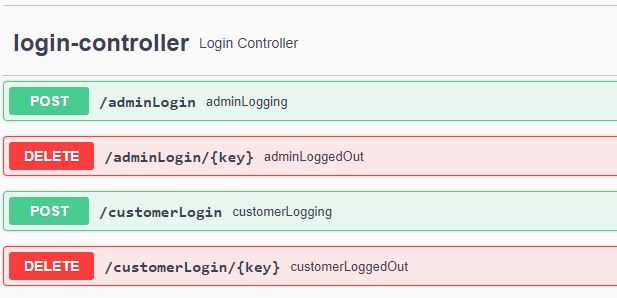 login-controller Login Controller
POST /adminLogin adminLogging
DELETE /adminLogin/{key} adminLoggedOut
POST /customerLogin customerLogging
DELETE /customerLogin/{key} customerLoggedOut